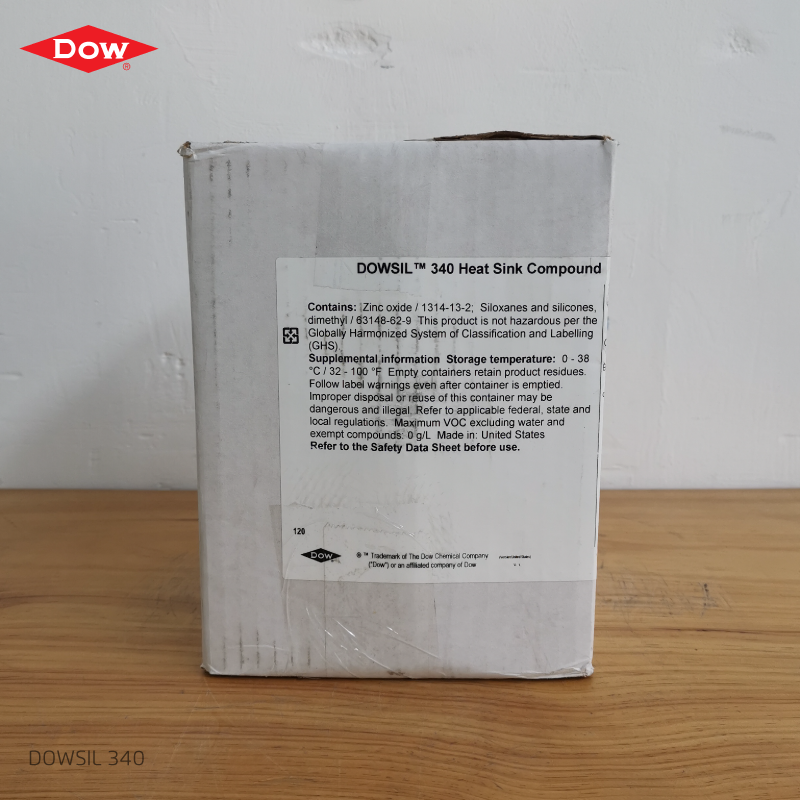 DOW®
DOWSIL™ 340 Heat Sink Compound
Contains: Zinc oxide / 1314-13-2; Siloxanes and silicones,
dimethyl / 63148-62-9 This product is not hazardous per the
Globally Harmonized System of Classification and Labelling
(GHS).
Supplemental information Storage temperature: 0 - 38
°C / 32 - 100 °F Empty containers retain product residues.
Follow label warnings even after container is emptied.
Improper disposal or reuse of this container may be
dangerous and illegal. Refer to applicable federal, state and
local regulations. Maximum VOC excluding water and
exempt compounds: 0 g/L Made in: United States
Refer to the Safety Data Sheet before use.
120
DOW
® ™ Trademark of The Dow Chemical Company
("Dow") or an affiliated company of Dow
DOWSIL 340